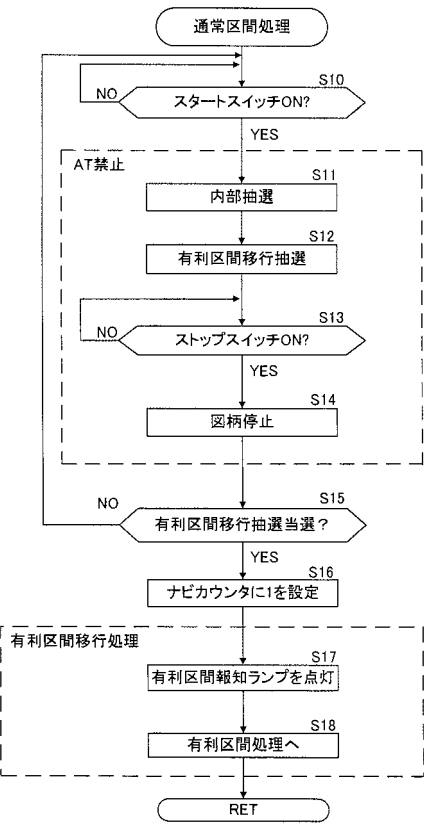 通常区間処理
S10
NO
スタートスイッチON?
YES
AT禁止
S11
内部抽選
S12
有利区間移行抽選
S13
NO
ストップスイッチON?
YES
S14
図柄停止
NO
S15
有利区間移行抽選当選?
YES
S16
ナビカウンタに1を設定
有利区間移行処理
S17
有利区間報知ランプを点灯
S18
有利区間処理へ
RET